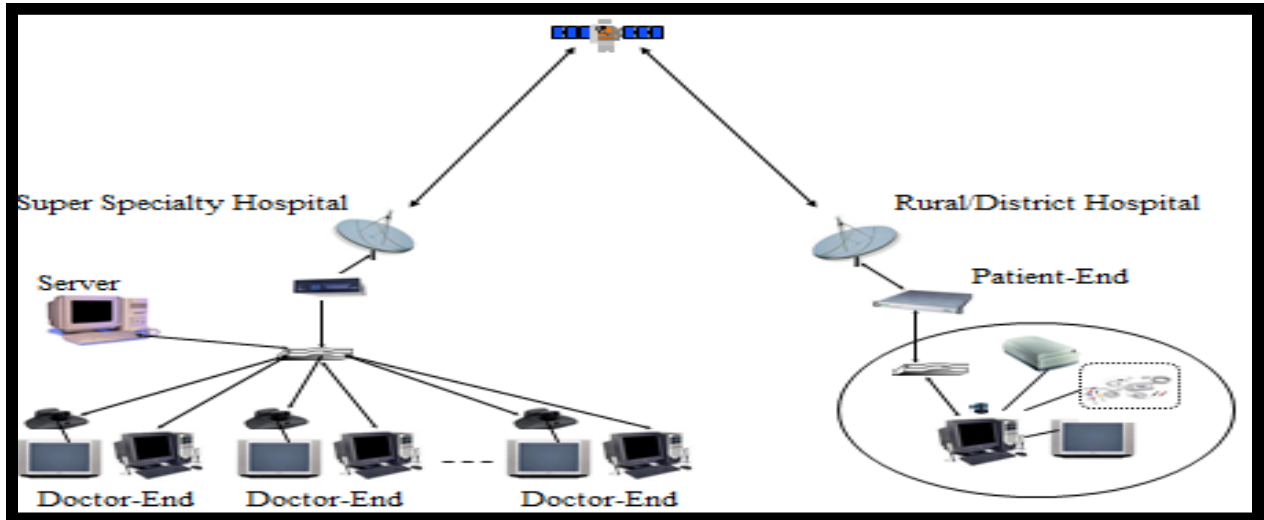 Super Specialty Hospital
Rural/District Hospital
Server
Patient-End
Doctor-End
Doctor-End
Doctor-End